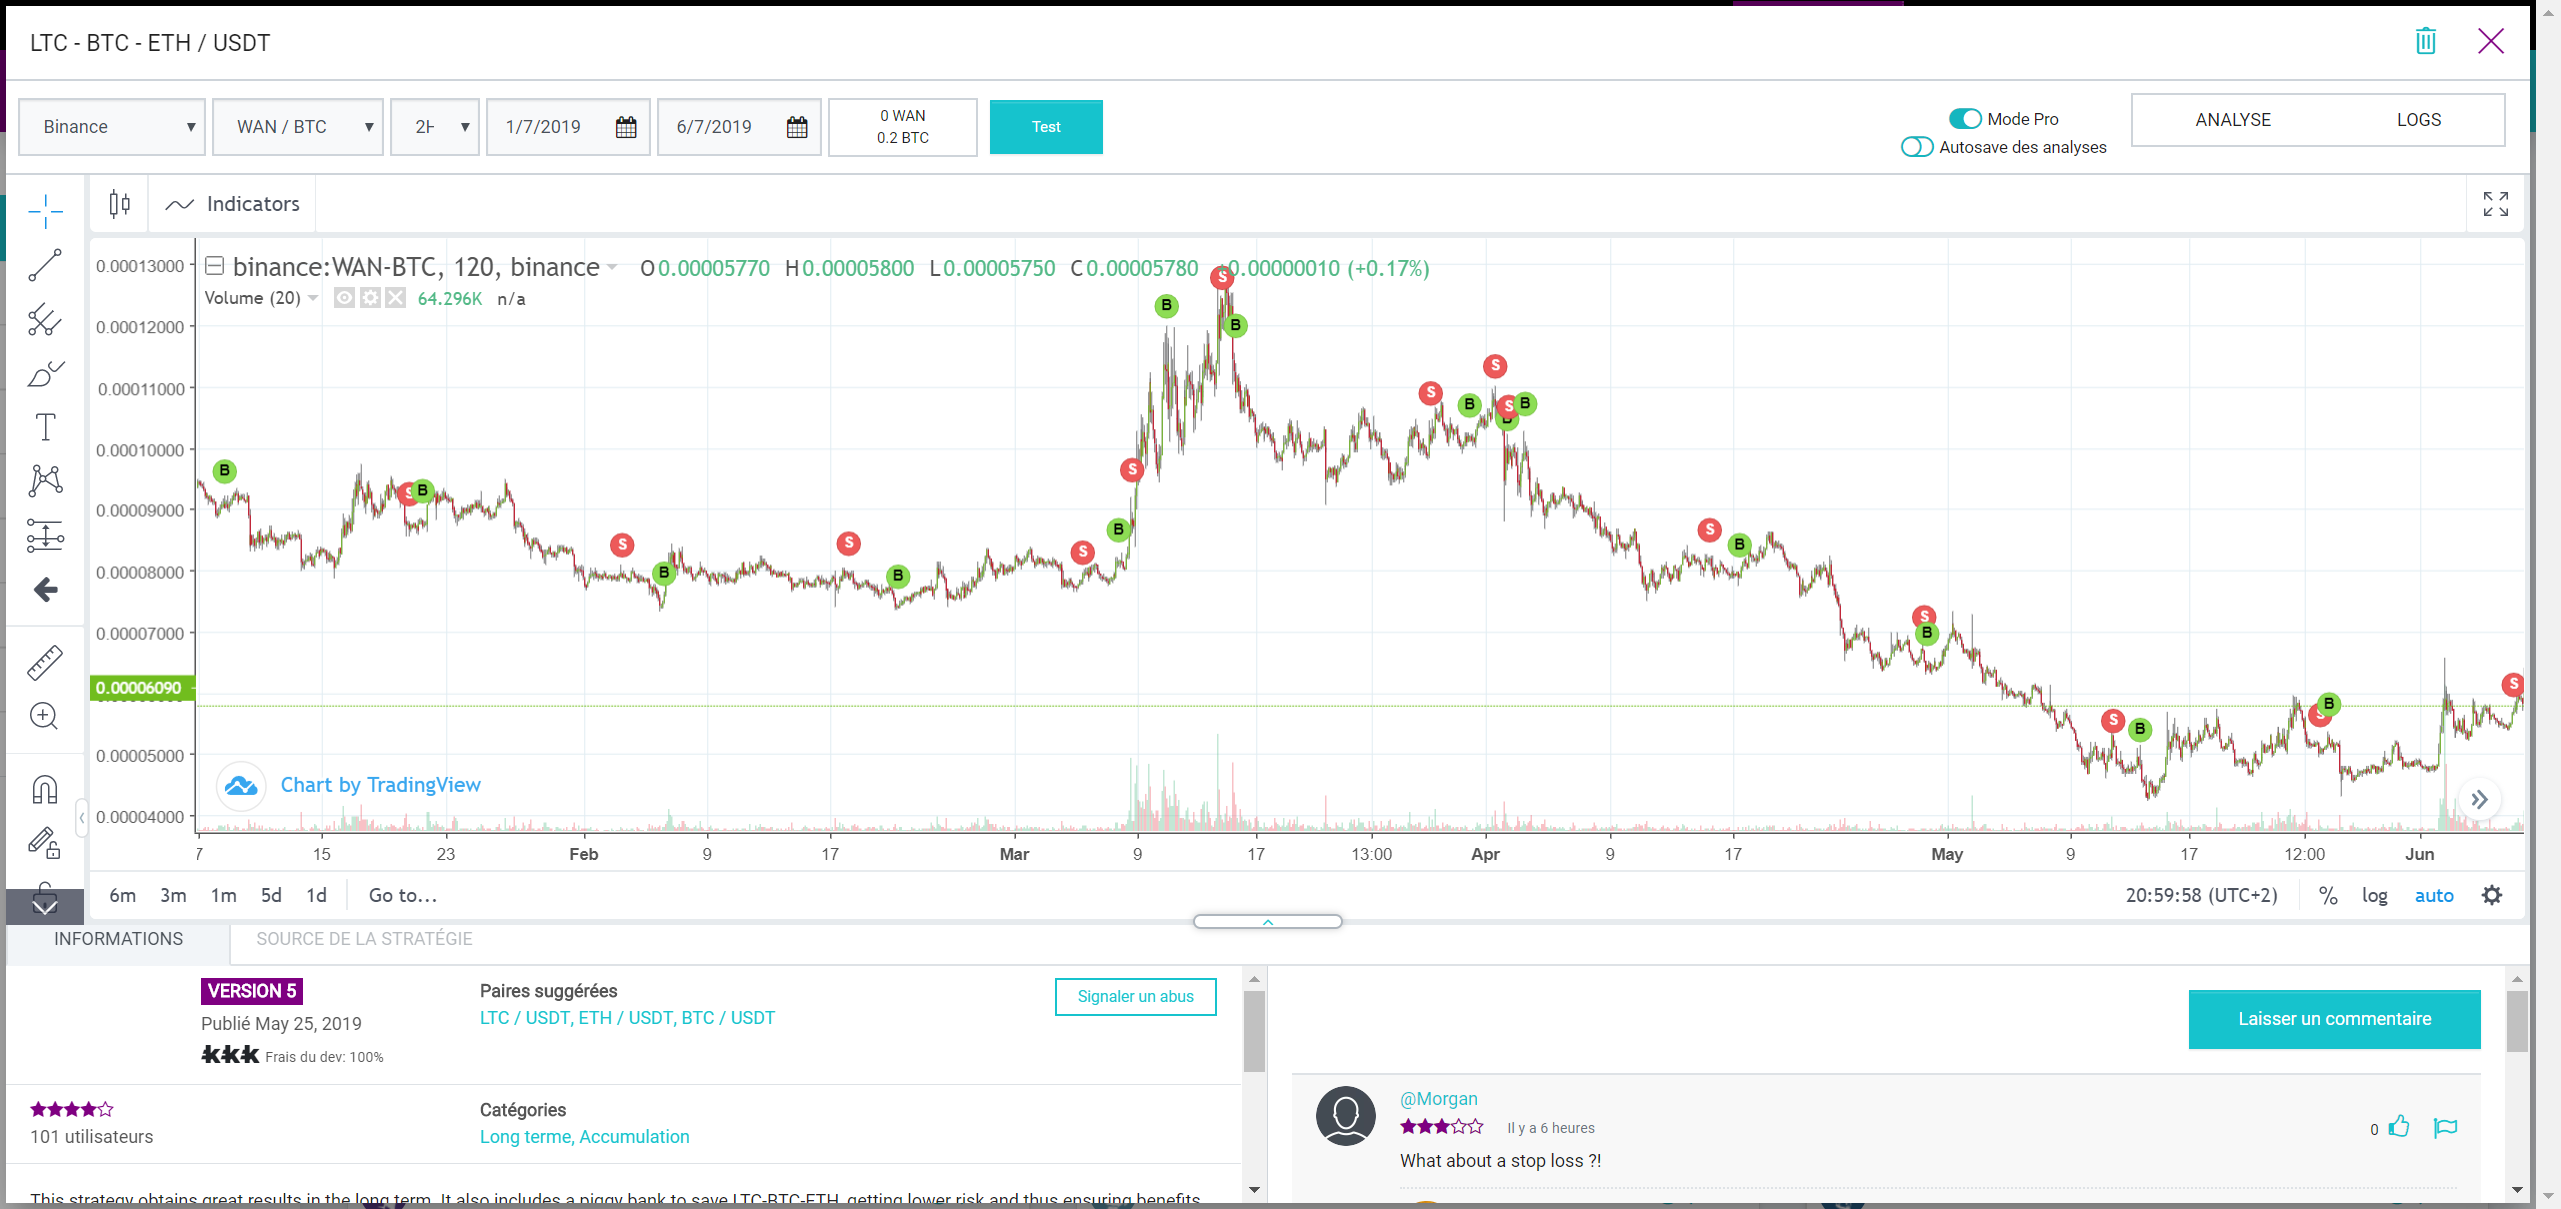 LTC - BTC - ETH / USDT
Binance
WAN / BTC
1/7/2019
6/7/2019
0 WAN
0.2 BTC
Test
Mode Pro
Autosave des analyses
ANALYSE
LOGS
Indicators
binance:WAN-BTC, 120, binance
O 0.00005770 H 0.00005800 L 0.00005750 C 0.00005780
0.00000010 (+0.17%)
Volume (20)
64.296K n/a
0.00013000
0.00012000
0.00011000
0.00010000
0.00009000
0.00008000
0.00007000
0.00006090
0.00005000
0.00004000
B
S
B
S
B
S
B
S
B
S
B
S
B
S
B
S
S
B
B
S
B
S
B
S
B
S
B
S
Chart by TradingView
7 15 23 Feb 9 17 Mar 9 17 13:00 Apr 9 17 May 9 17 12:00 Jun
6m 3m 1m 5d 1d Go to...
20:59:58 (UTC+2) % log auto
INFORMATIONS
SOURCE DE LA STRATÉGIE
VERSION 5
Publié May 25, 2019
Frais du dev: 100%
Paires suggérées
LTC / USDT, ETH / USDT, BTC / USDT
Signaler un abus
101 utilisateurs
Catégories
Long terme, Accumulation
This strategy obtains great results in the long term. It also includes a piggy bank to save LTC-BTC-ETH, getting lower risk and thus ensuring benefits
Laisser un commentaire
@Morgan
Il y a 6 heures
0
What about a stop loss ?!